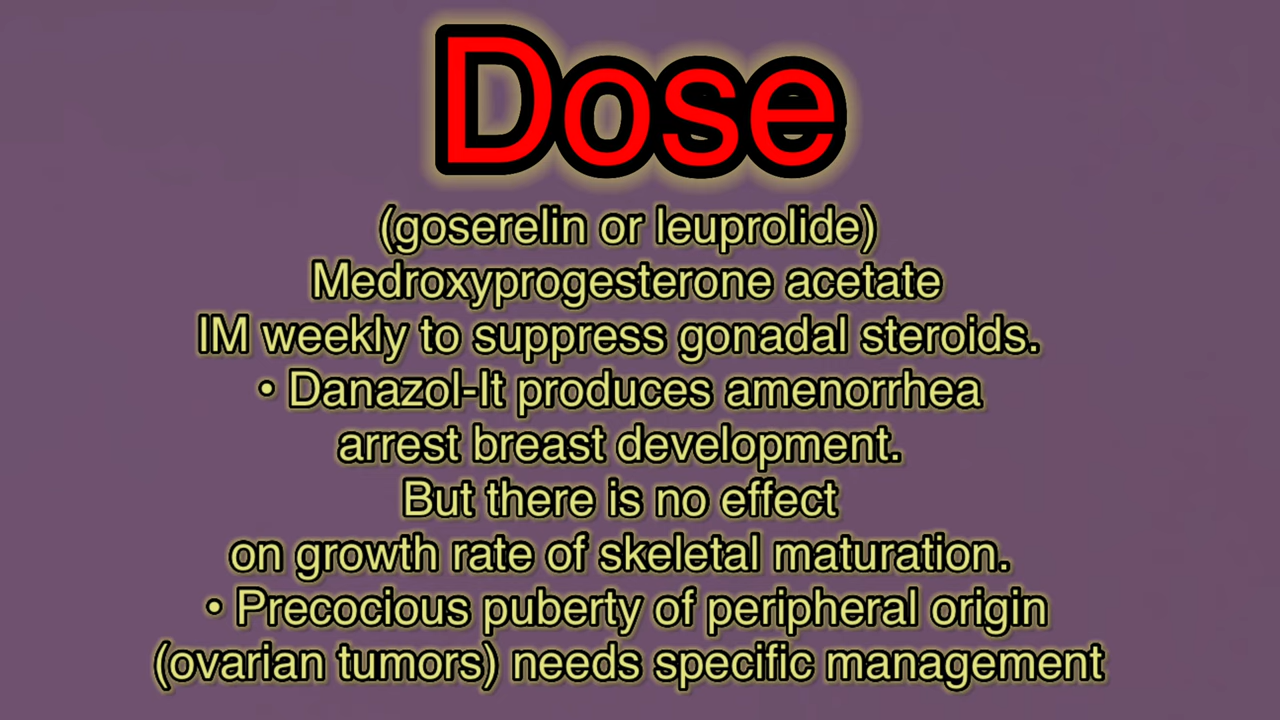 Dose
(goserelin or leuprolide)
Medroxyprogesterone acetate
IM weekly to suppress gonadal steroids.
• Danazol-It produces amenorrhea
arrest breast development.
But there is no effect
on growth rate of skeletal maturation.
• Precocious puberty of peripheral origin
(ovarian tumors) needs specific management